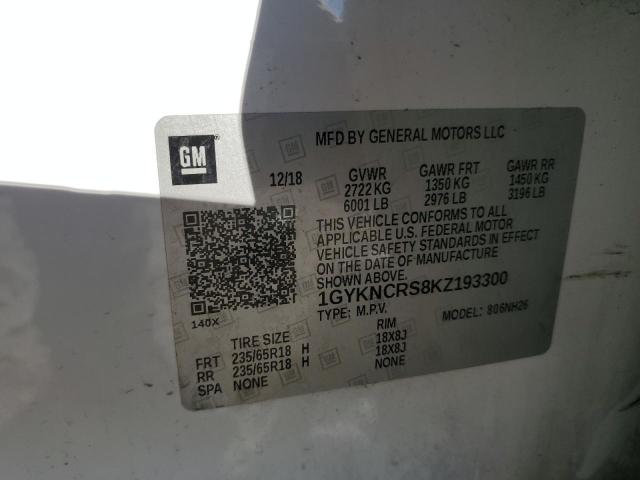 GM
MFD BY GENERAL MOTORS LLC
12/18 GVWR GAWR FRT GAWR RR
2722 KG 1350 KG 1450 KG
6001 LB 2976 LB 3196 LB
THIS VEHICLE CONFORMS TO ALL
APPLICABLE U.S. FEDERAL MOTOR
VEHICLE SAFETY STANDARDS IN EFFECT
ON THE DATE OF MANUFACTURE
SHOWN ABOVE.
1GYKNCRS8KZ193300
140X TYPE: M.P.V. MODEL: 806NH26
TIRE SIZE RIM
FRT 235/65R18 H 18X8J
RR 235/65R18 H 18X8J
SPA NONE NONE